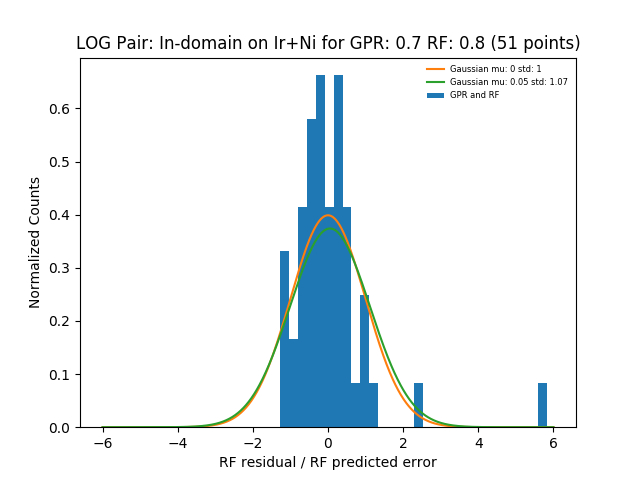 LOG Pair: In-domain on Ir+Ni for GPR: 0.7 RF: 0.8 (51 points)
Gaussian mu: 0 std: 1
Gaussian mu: 0.05 std: 1.07
GPR and RF
Normalized Counts
0.6
0.5
0.4
0.3
0.2
0.1
0.0
−6 −4 −2 0 2 4 6
RF residual / RF predicted error